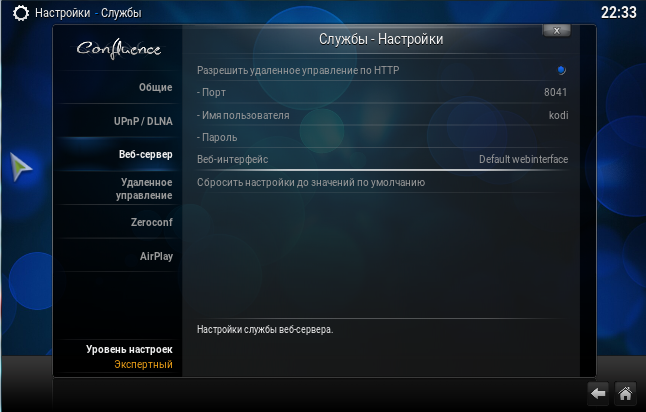 Настройки - Службы
22:33
Confluence
Службы - Настройки
x
Общие
UPnP / DLNA
Веб-сервер
Удаленное
управление
Zeroconf
AirPlay
Разрешить удаленное управление по HTTP
- Порт 8041
- Имя пользователя kodi
- Пароль
Веб-интерфейс Default webinterface
Сбросить настройки до значений по умолчанию
Настройки службы веб-сервера.
Уровень настроек
Экспертный